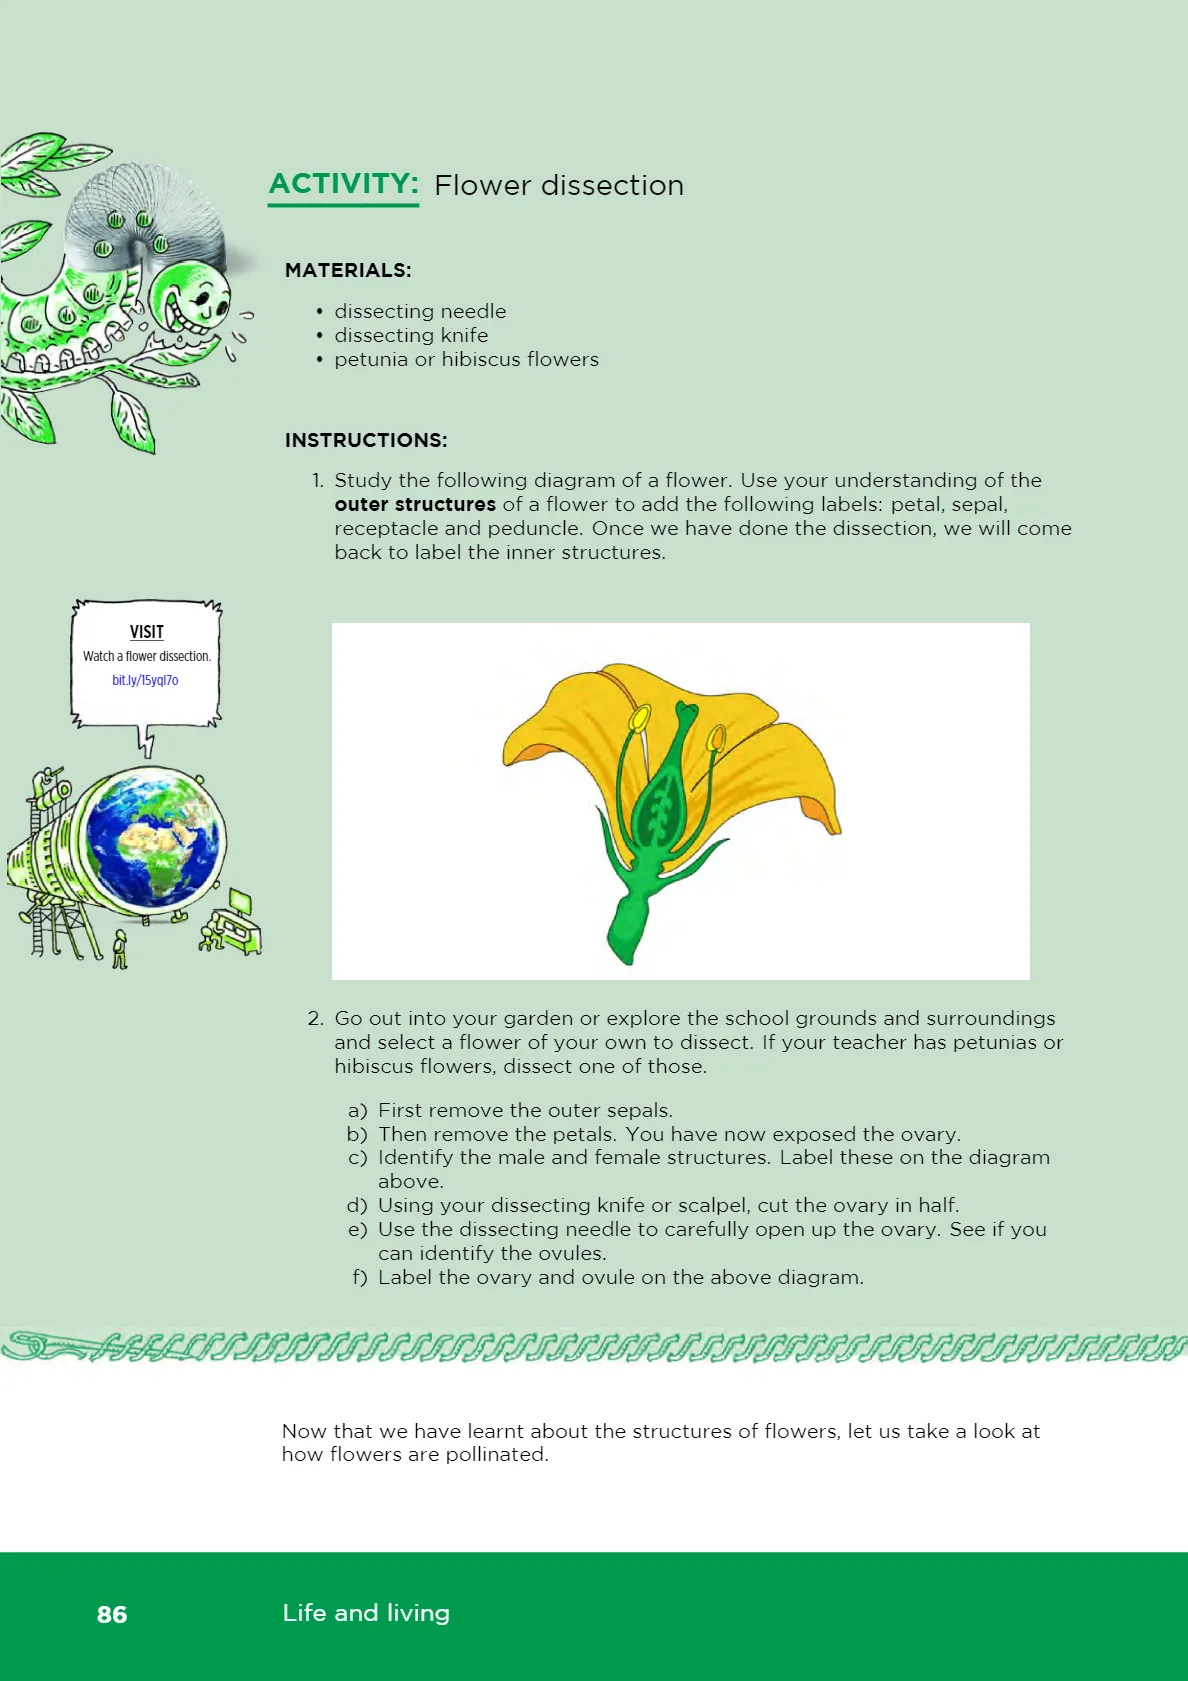 ACTIVITY: Flower dissection
MATERIALS:
• dissecting needle
• dissecting knife
• petunia or hibiscus flowers
INSTRUCTIONS:
1. Study the following diagram of a flower. Use your understanding of the
outer structures of a flower to add the following labels: petal, sepal,
receptacle and peduncle. Once we have done the dissection, we will come
back to label the inner structures.
VISIT
Watch a flower dissection.
bit.ly/15yql7o
2. Go out into your garden or explore the school grounds and surroundings
and select a flower of your own to dissect. If your teacher has petunias or
hibiscus flowers, dissect one of those.
a) First remove the outer sepals.
b) Then remove the petals. You have now exposed the ovary.
c) Identify the male and female structures. Label these on the diagram
above.
d) Using your dissecting knife or scalpel, cut the ovary in half.
e) Use the dissecting needle to carefully open up the ovary. See if you
can identify the ovules.
f) Label the ovary and ovule on the above diagram.
Now that we have learnt about the structures of flowers, let us take a look at
how flowers are pollinated.
86 Life and living